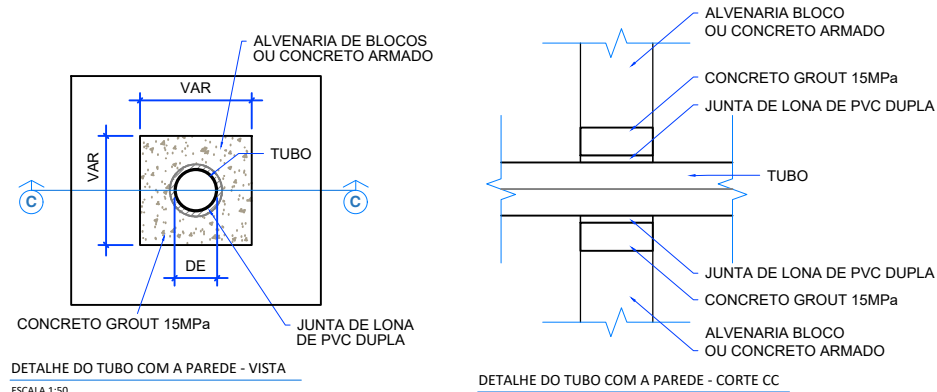 ALVENARIA DE BLOCOS
OU CONCRETO ARMADO
VAR
VAR
TUBO
C
C
DE
CONCRETO GROUT 15MPa
JUNTA DE LONA
DE PVC DUPLA
DETALHE DO TUBO COM A PAREDE - VISTA
ESCALA 1:50
ALVENARIA BLOCO
OU CONCRETO ARMADO
CONCRETO GROUT 15MPa
JUNTA DE LONA DE PVC DUPLA
TUBO
JUNTA DE LONA DE PVC DUPLA
CONCRETO GROUT 15MPa
ALVENARIA BLOCO
OU CONCRETO ARMADO
DETALHE DO TUBO COM A PAREDE - CORTE CC